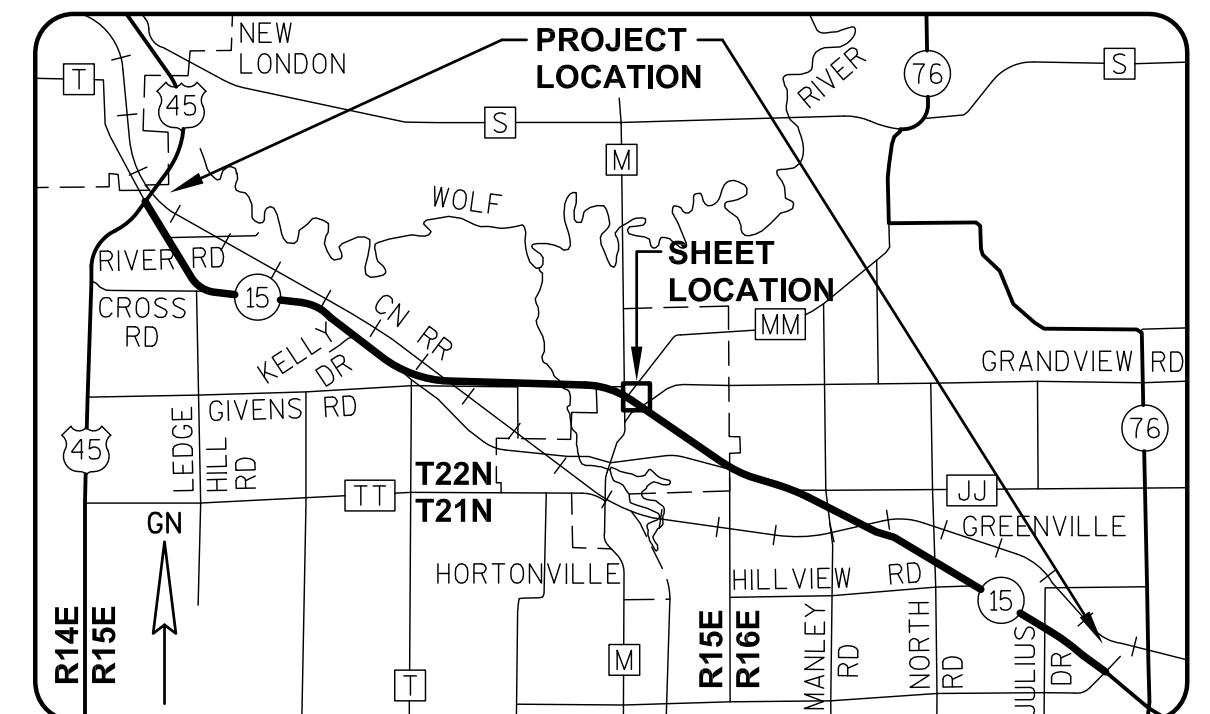 NEW
LONDON
PROJECT
LOCATION
T
45
S
RIVER
76
S
M
WOLF
SHEET
LOCATION
RIVER RD
15
CROSS
RD
CN RR
KELLY
DR
MM
GRANDVIEW RD
GIVENS RD
45
LEDGE
HILL
RD
76
T22N
TT
T21N
JJ
GN
GREENVILLE
HORTONVILLE
HILLVIEW RD
15
R14E
R15E
R15E
R16E
MANLEY
RD
NORTH
RD
JULIUS
DR
M
T